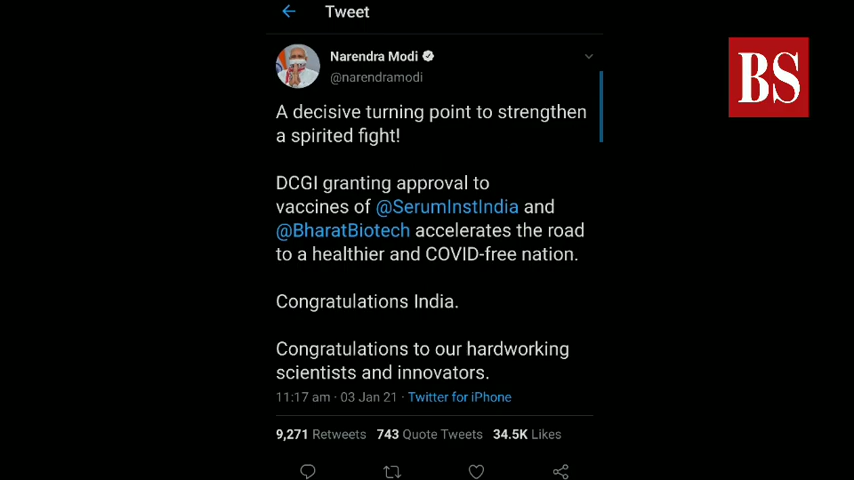 Tweet
BS
Narendra Modi
@narendramodi
A decisive turning point to strengthen
a spirited fight!
DCGI granting approval to
vaccines of @SerumInstIndia and
@BharatBiotech accelerates the road
to a healthier and COVID-free nation.
Congratulations India.
Congratulations to our hardworking
scientists and innovators.
11:17 am · 03 Jan 21 · Twitter for iPhone
9,271 Retweets 743 Quote Tweets 34.5K Likes